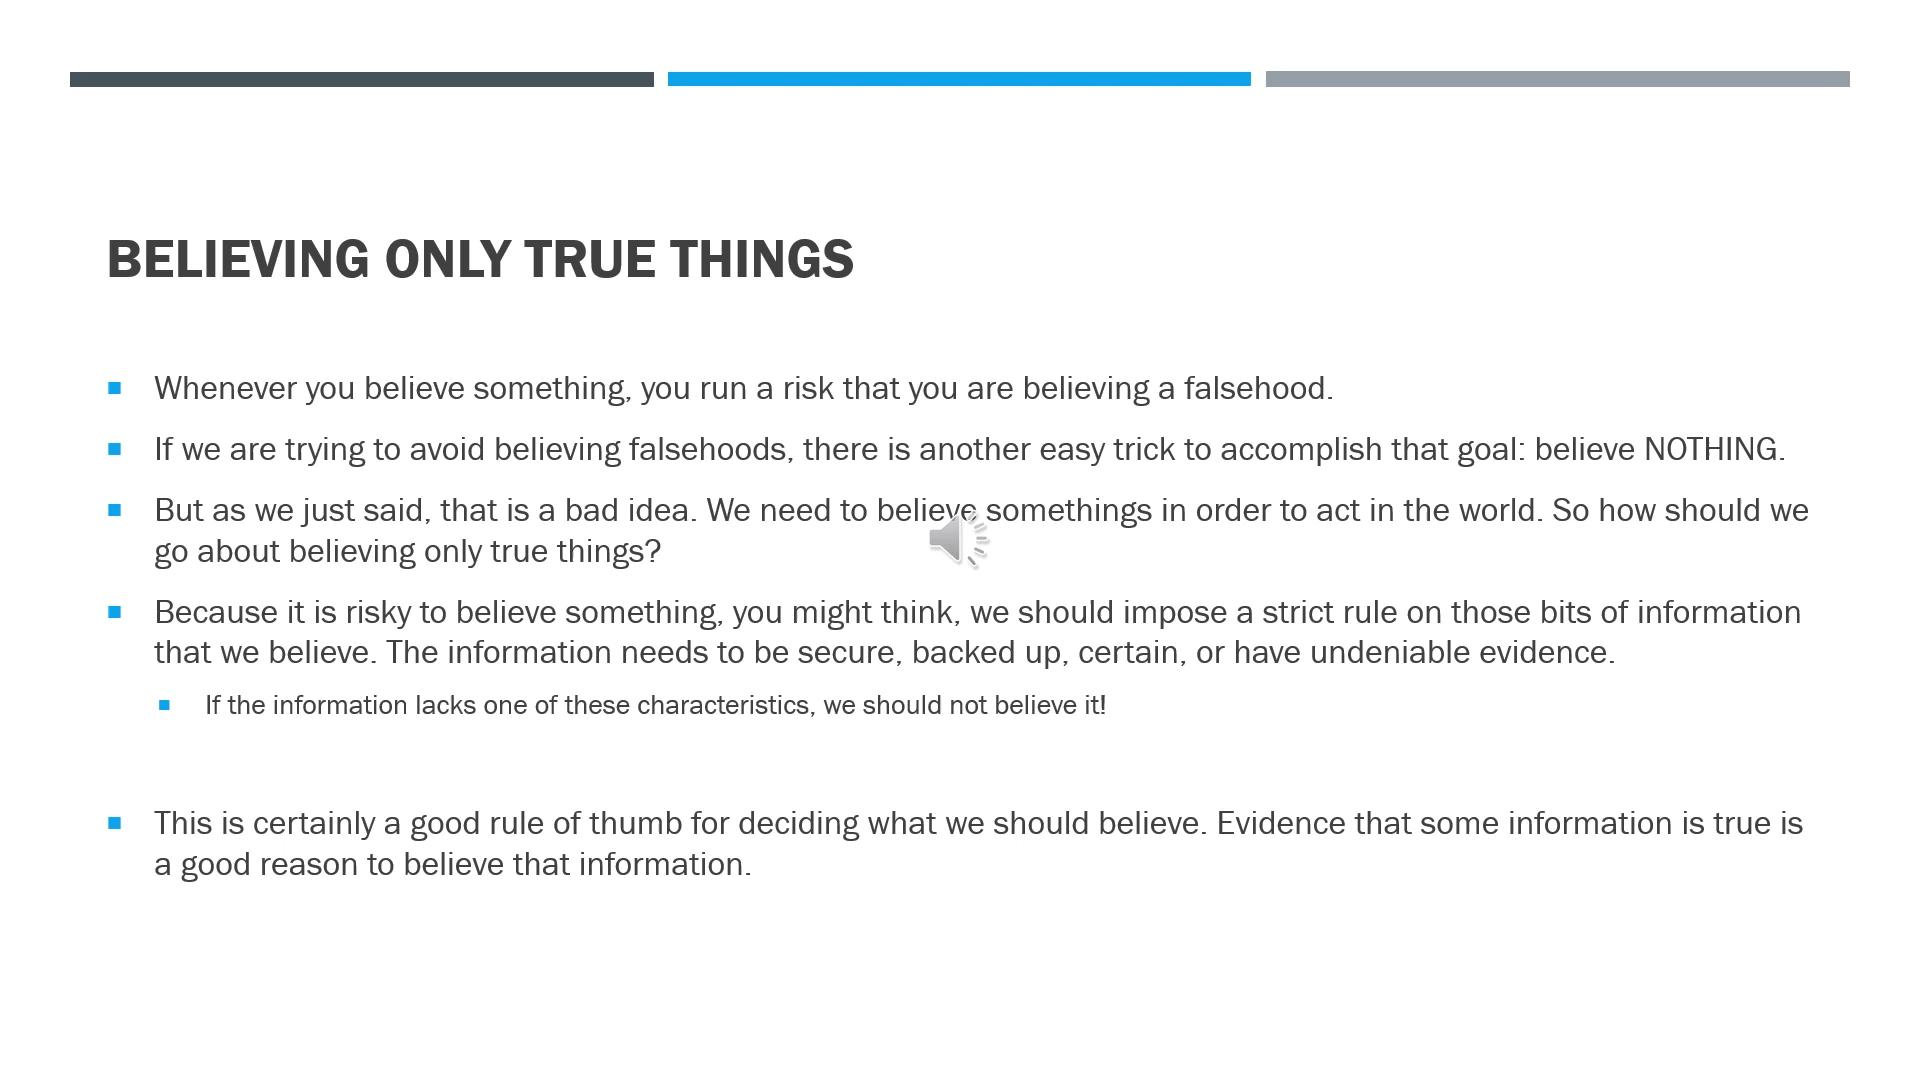 BELIEVING ONLY TRUE THINGS
Whenever you believe something, you run a risk that you are believing a falsehood.
If we are trying to avoid believing falsehoods, there is another easy trick to accomplish that goal: believe NOTHING.
But as we just said, that is a bad idea. We need to believe somethings in order to act in the world. So how should we
go about believing only true things?
Because it is risky to believe something, you might think, we should impose a strict rule on those bits of information
that we believe. The information needs to be secure, backed up, certain, or have undeniable evidence.
If the information lacks one of these characteristics, we should not believe it!
This is certainly a good rule of thumb for deciding what we should believe. Evidence that some information is true is
a good reason to believe that information.